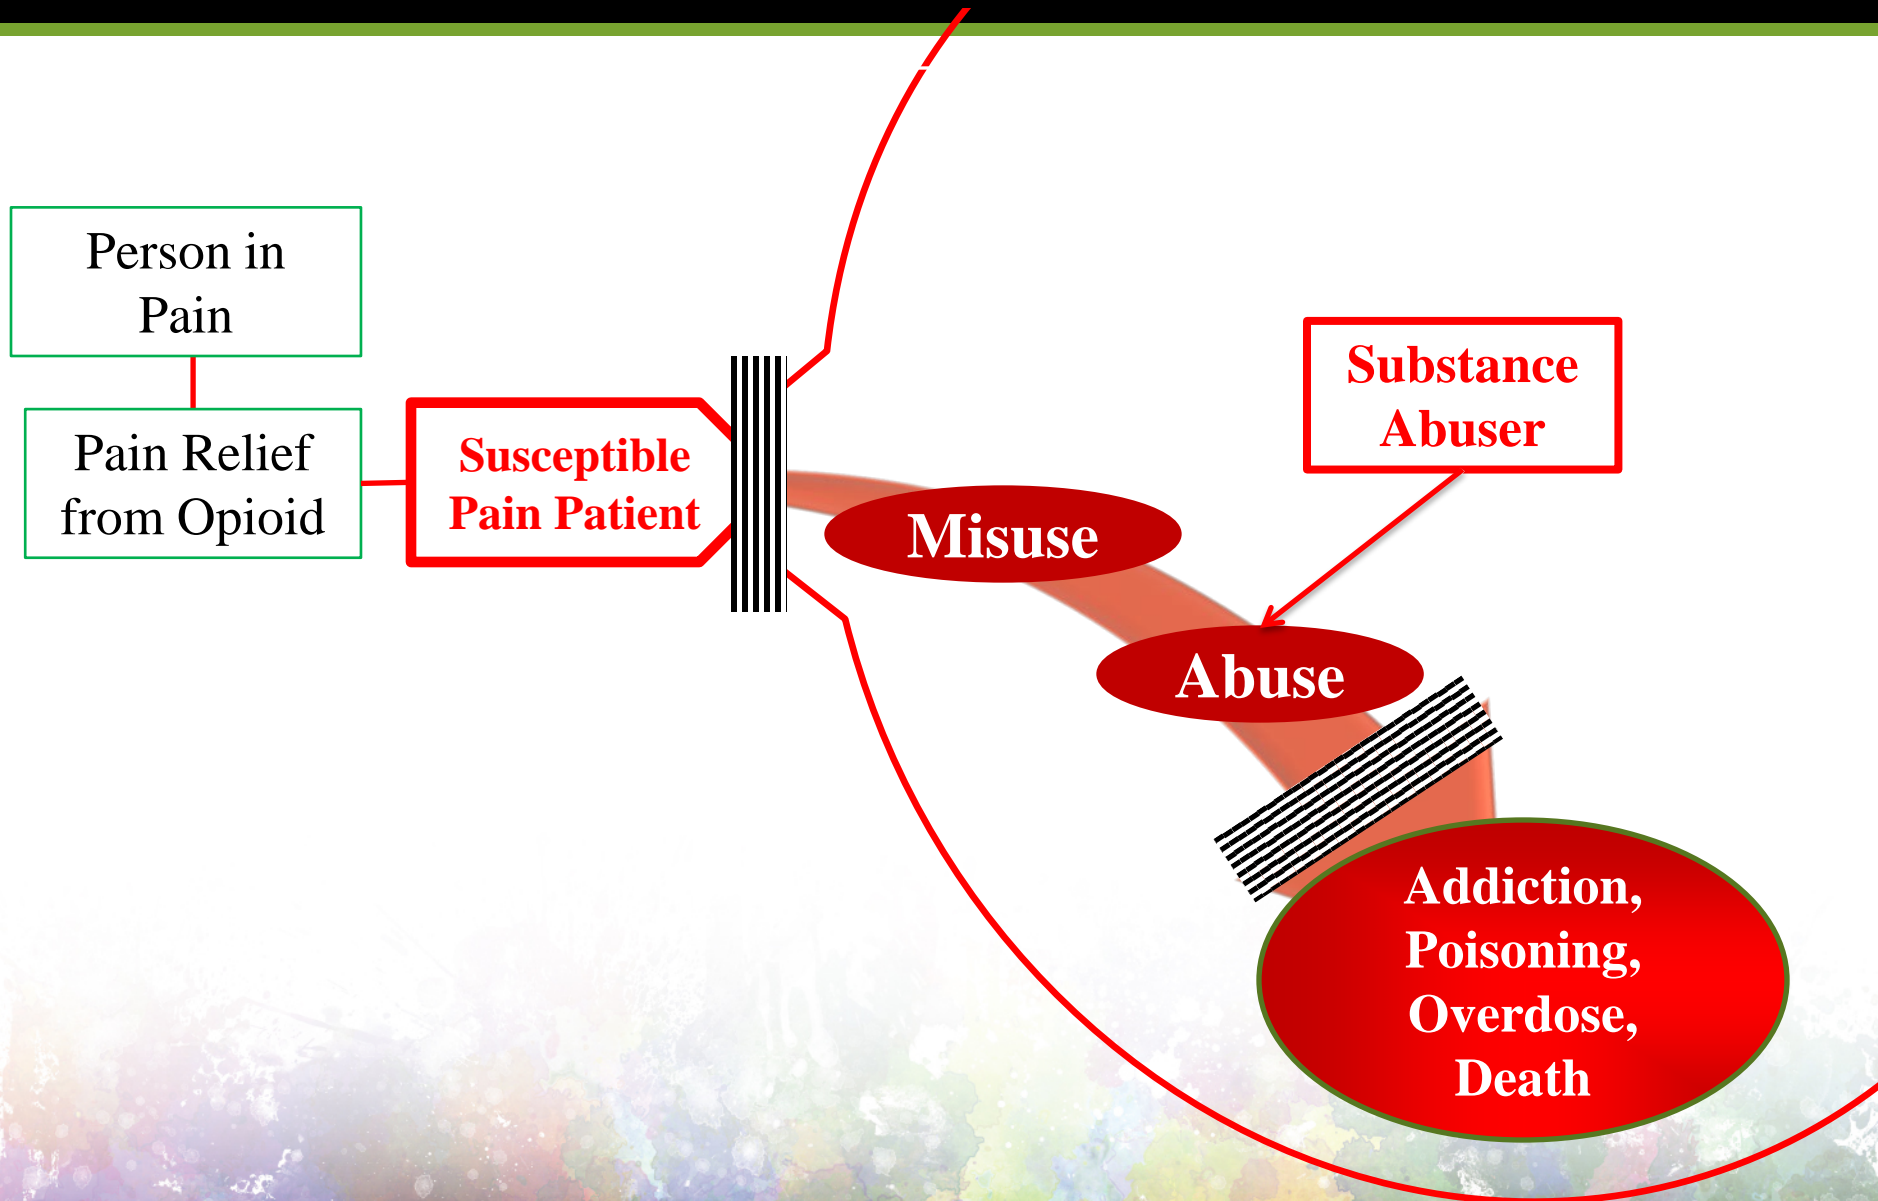 Person in
Pain
Pain Relief
from Opioid
Susceptible
Pain Patient
Misuse
Substance
Abuser
Abuse
Addiction,
Poisoning,
Overdose,
Death